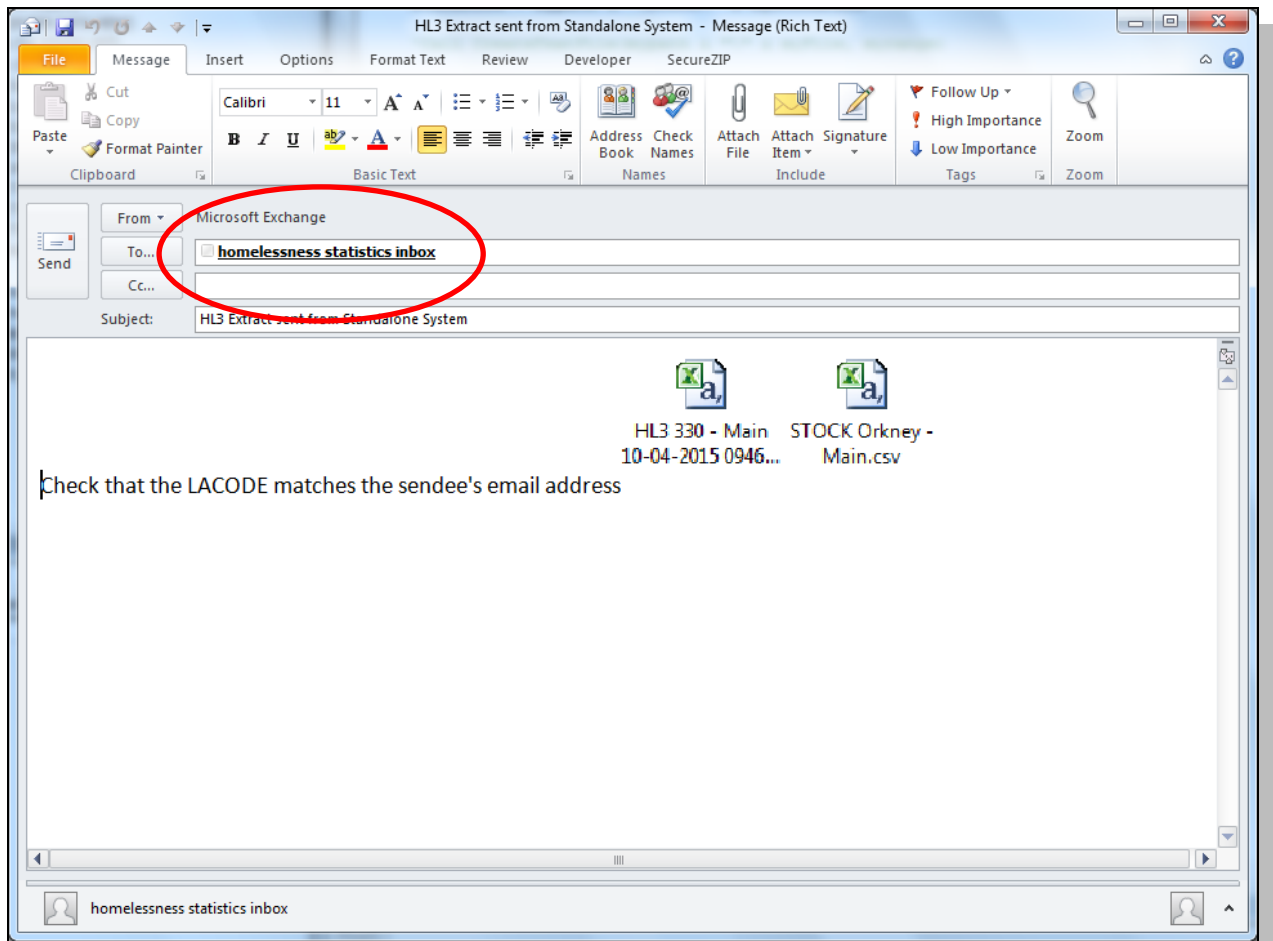 HL3 Extract sent from Standalone System - Message (Rich Text)
File Message Insert Options Format Text Review Developer SecureZIP
Paste
Cut
Copy
Format Painter
Clipboard
Calibri 11
B I U
Basic Text
Address Book
Check Names
Names
Attach File
Attach Item
Signature
Include
Follow Up
High Importance
Low Importance
Tags
Zoom
Zoom
Send
From Microsoft Exchange
To... homelessness statistics inbox
Cc...
Subject: HL3 Extract sent from Standalone System
HL3 330 - Main
10-04-2015 0946...
STOCK Orkney -
Main.csv
Check that the LACODE matches the sendee's email address
homelessness statistics inbox